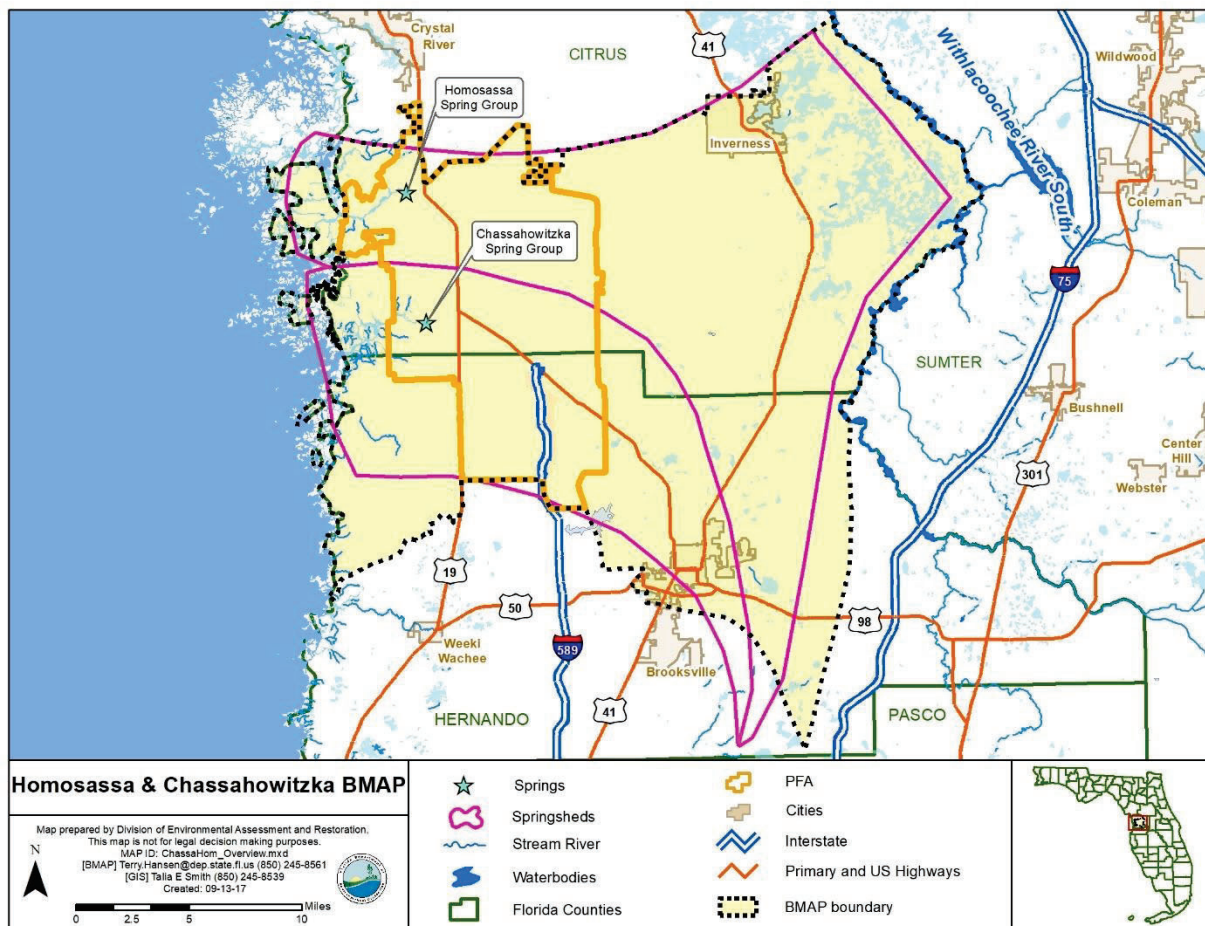 Crystal
River
CITRUS
41
Wildwood
Homosassa
Spring Group
Withlacoochee River South
Inverness
Coleman
Chassahowitzka
Spring Group
75
SUMTER
Bushnell
Center
Hill
301
Webster
19
50
98
Weeki
Wachee
589
Brooksville
41
HERNANDO
PASCO
Homosassa & Chassahowitzka BMAP
Map prepared by Division of Environmental Assessment and Restoration.
This map is not for legal decision making purposes.
MAP ID: ChassaHom_Overview.mxd
[BMAP] Terry.Hansen@dep.state.fl.us (850) 245-8561
[GIS] Talia E Smith (850) 245-8539
Created: 09-13-17
N
Miles
0 2.5 5 10
Springs
Springsheds
Stream River
Waterbodies
Florida Counties
PFA
Cities
Interstate
Primary and US Highways
BMAP boundary